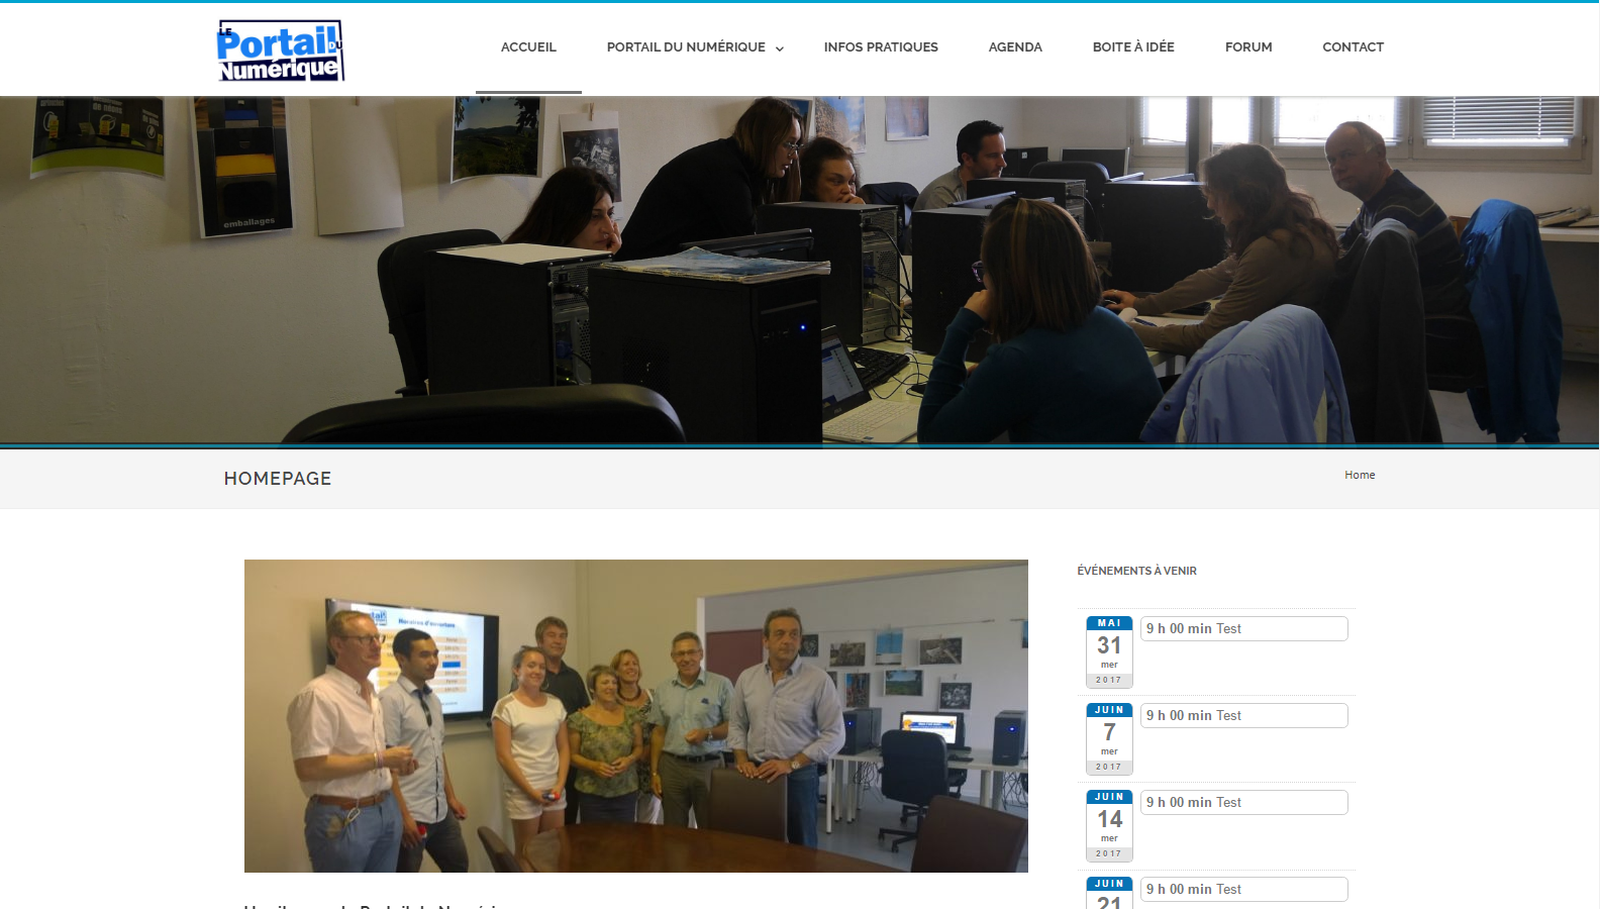 LE
Portail
DU
Numérique
ACCUEIL
PORTAIL DU NUMÉRIQUE
INFOS PRATIQUES
AGENDA
BOITE À IDÉE
FORUM
CONTACT
emballages
HOMEPAGE
Home
Horaires d'ouverture
ÉVÉNEMENTS À VENIR
MAI
31
mer
2017
9 h 00 min Test
JUIN
7
mer
2017
9 h 00 min Test
JUIN
14
mer
2017
9 h 00 min Test
JUIN
21
9 h 00 min Test